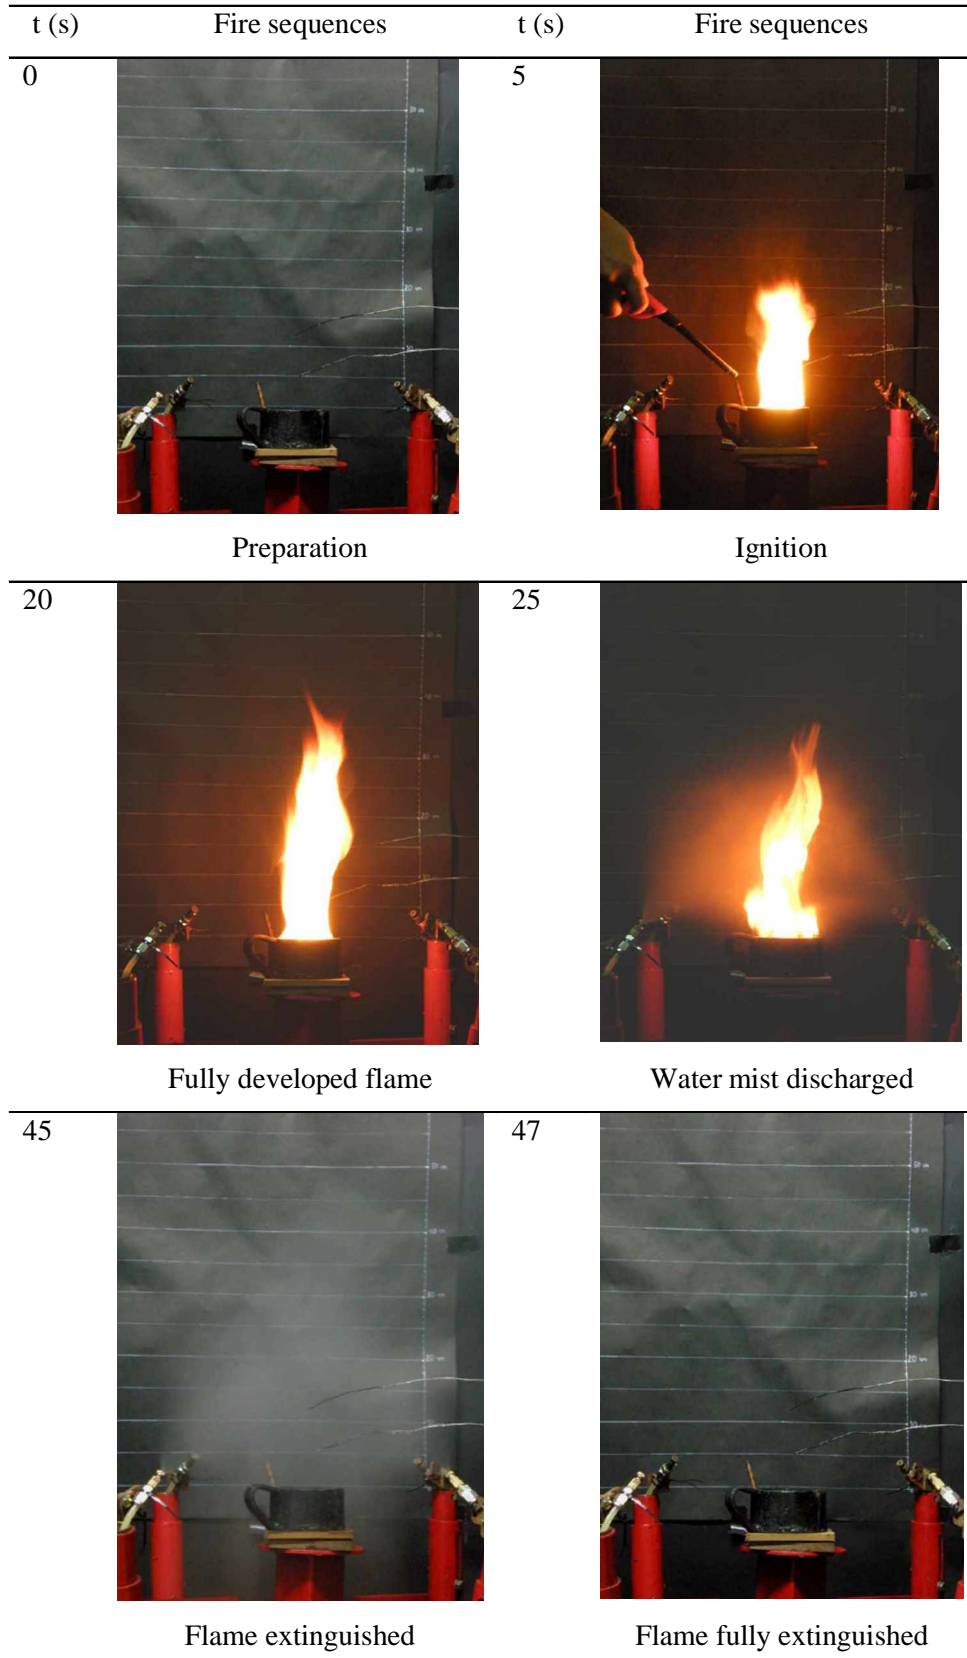 t (s) Fire sequences t (s) Fire sequences
0 5
Preparation Ignition
20 25
Fully developed flame Water mist discharged
45 47
Flame extinguished Flame fully extinguished